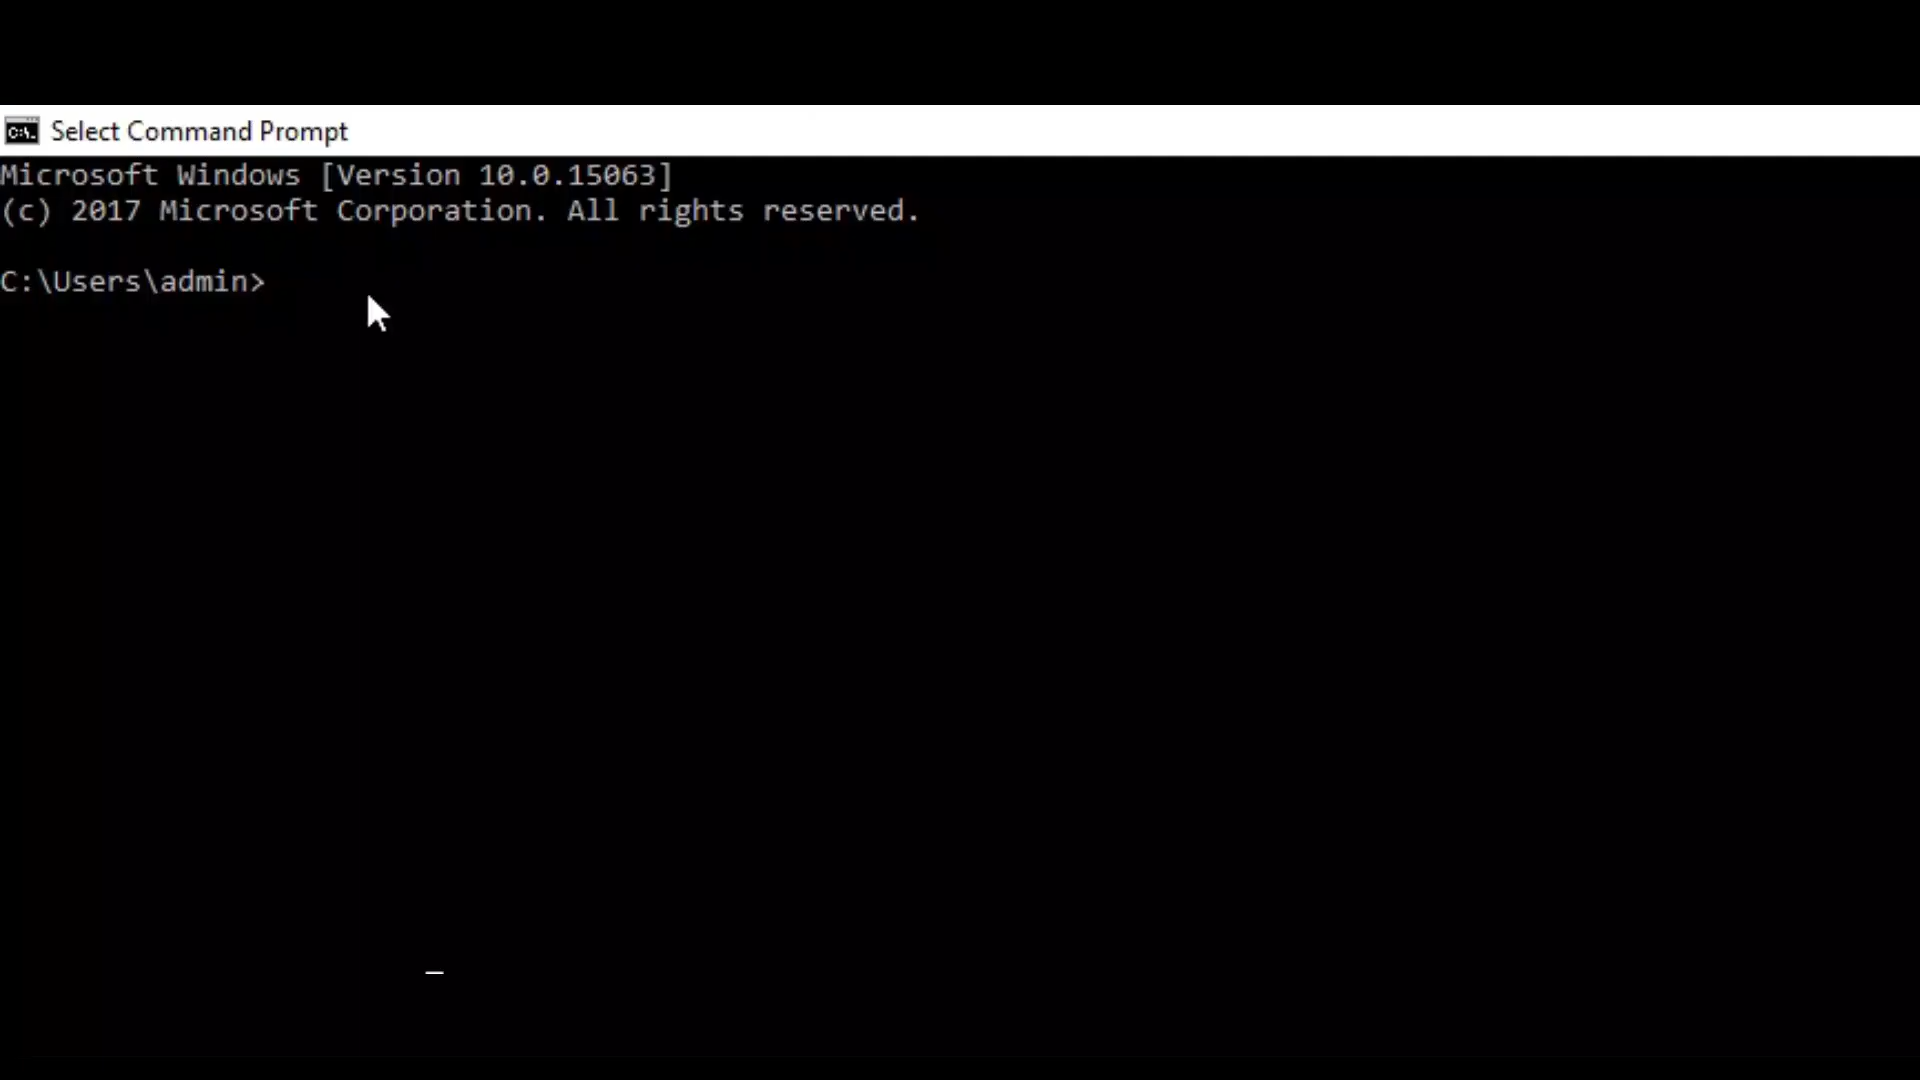 Select Command Prompt
Microsoft Windows [Version 10.0.15063]
(c) 2017 Microsoft Corporation. All rights reserved.
C:\Users\admin>